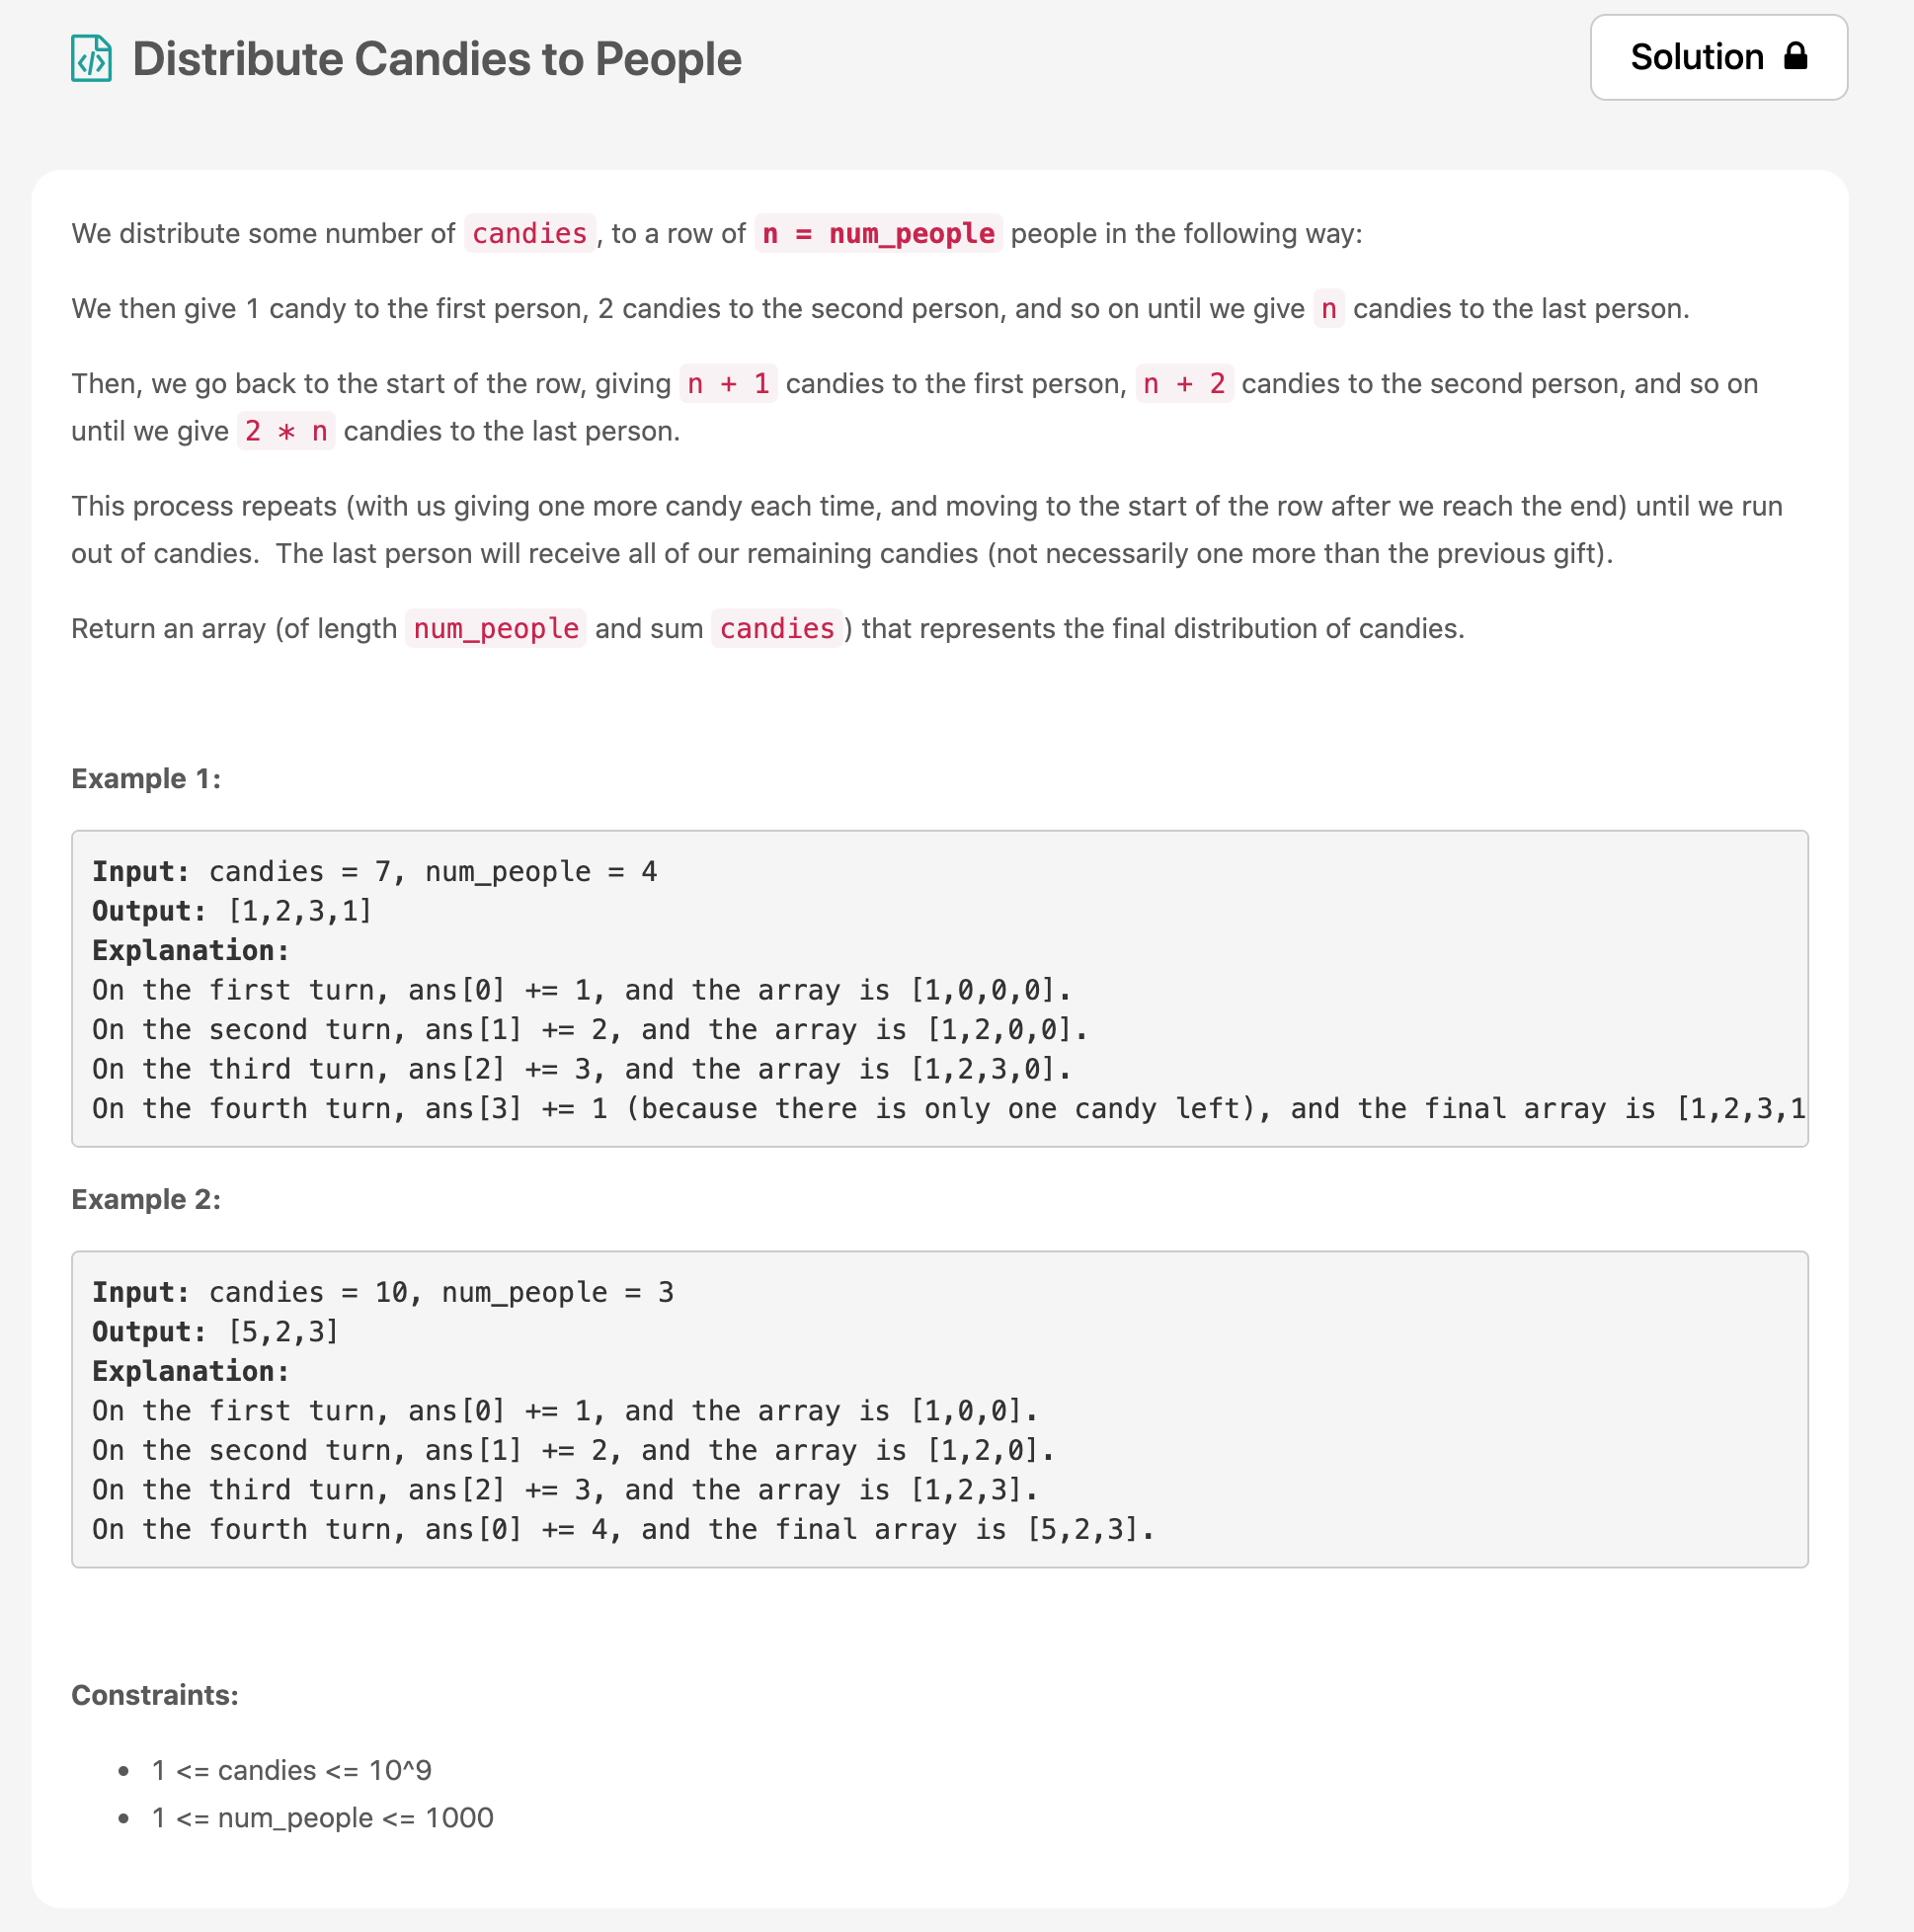 Distribute Candies to People
Solution
We distribute some number of candies, to a row of n = num_people people in the following way:
We then give 1 candy to the first person, 2 candies to the second person, and so on until we give n candies to the last person.
Then, we go back to the start of the row, giving n + 1 candies to the first person, n + 2 candies to the second person, and so on
until we give 2 * n candies to the last person.
This process repeats (with us giving one more candy each time, and moving to the start of the row after we reach the end) until we run
out of candies.  The last person will receive all of our remaining candies (not necessarily one more than the previous gift).
Return an array (of length num_people and sum candies) that represents the final distribution of candies.
Example 1:
Input: candies = 7, num_people = 4
Output: [1,2,3,1]
Explanation:
On the first turn, ans[0] += 1, and the array is [1,0,0,0].
On the second turn, ans[1] += 2, and the array is [1,2,0,0].
On the third turn, ans[2] += 3, and the array is [1,2,3,0].
On the fourth turn, ans[3] += 1 (because there is only one candy left), and the final array is [1,2,3,1
Example 2:
Input: candies = 10, num_people = 3
Output: [5,2,3]
Explanation:
On the first turn, ans[0] += 1, and the array is [1,0,0].
On the second turn, ans[1] += 2, and the array is [1,2,0].
On the third turn, ans[2] += 3, and the array is [1,2,3].
On the fourth turn, ans[0] += 4, and the final array is [5,2,3].
Constraints:
• 1 <= candies <= 10^9
• 1 <= num_people <= 1000